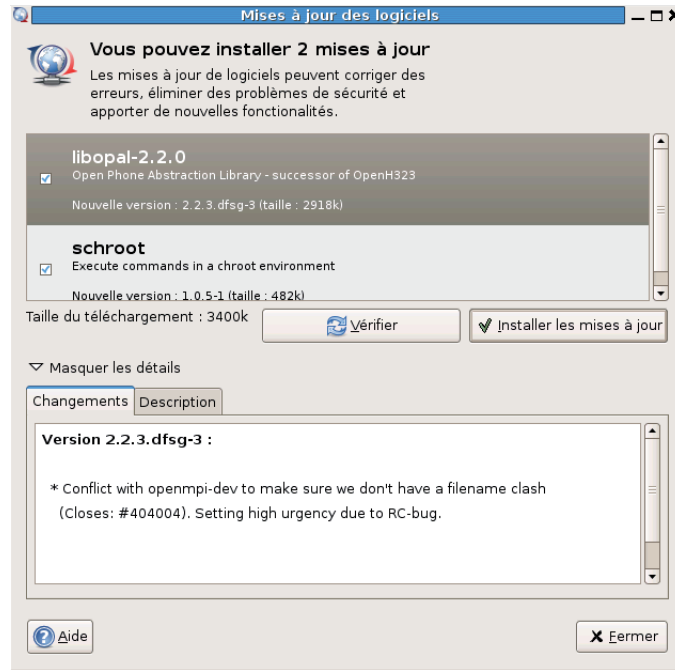 Mises à jour des logiciels
Vous pouvez installer 2 mises à jour
Les mises à jour de logiciels peuvent corriger des
erreurs, éliminer des problèmes de sécurité et
apporter de nouvelles fonctionalités.
libopal-2.2.0
Open Phone Abstraction Library - successor of OpenH323
Nouvelle version : 2.2.3.dfsg-3 (taille : 2918k)
schroot
Execute commands in a chroot environment
Nouvelle version : 1.0.5-1 (taille : 482k)
Taille du téléchargement : 3400k
Vérifier
Installer les mises à jour
Masquer les détails
Changements
Description
Version 2.2.3.dfsg-3 :
* Conflict with openmpi-dev to make sure we don't have a filename clash
(Closes: #404004). Setting high urgency due to RC-bug.
Aide
Fermer